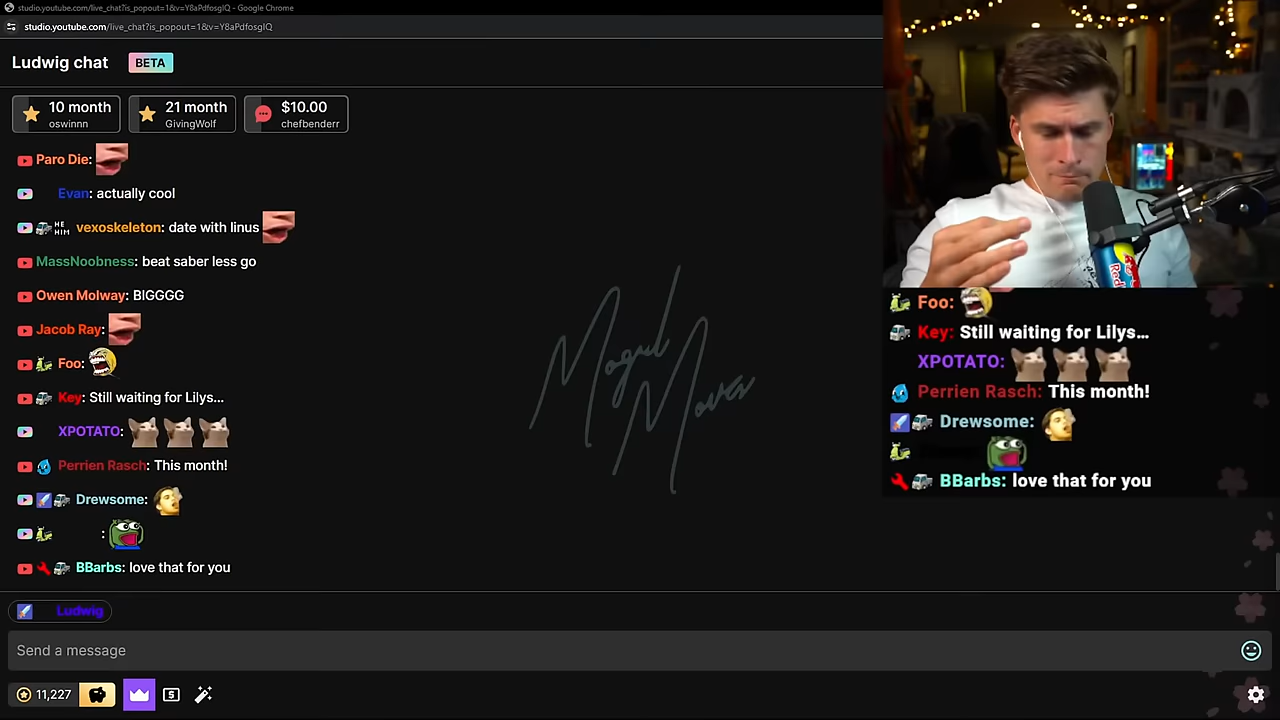 studio.youtube.com/live_chat?is_popout=1&v=Y8aPdfosgIQ - Google Chrome
studio.youtube.com/live_chat?is_popout=1&v=Y8aPdfosgIQ
Ludwig chat BETA
10 month
oswinnn
21 month
GivingWolf
$10.00
chefbenderr
Paro Die:
Evan: actually cool
HE HIM vexoskeleton: date with linus
MassNoobness: beat saber less go
Owen Molway: BIGGGG
Jacob Ray:
Foo:
Key: Still waiting for Lilys...
XPOTATO:
Perrien Rasch: This month!
Drewsome:
:
BBarbs: love that for you
Ludwig
Send a message
11,227
Mogul
Moves
Foo:
Key: Still waiting for Lilys...
XPOTATO:
Perrien Rasch: This month!
Drewsome:
BBarbs: love that for you